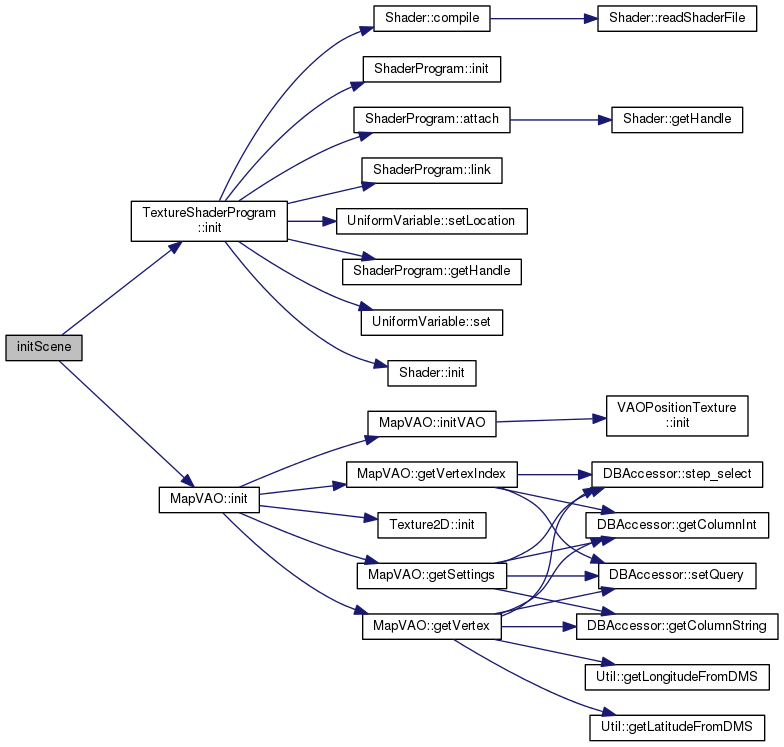 Shader::compile
Shader::readShaderFile
ShaderProgram::init
ShaderProgram::attach
Shader::getHandle
ShaderProgram::link
TextureShaderProgram
::init
UniformVariable::setLocation
ShaderProgram::getHandle
UniformVariable::set
initScene
Shader::init
MapVAO::initVAO
VAOPositionTexture
::init
MapVAO::getVertexIndex
DBAccessor::step_select
MapVAO::init
Texture2D::init
DBAccessor::getColumnInt
MapVAO::getSettings
DBAccessor::setQuery
MapVAO::getVertex
DBAccessor::getColumnString
Util::getLongitudeFromDMS
Util::getLatitudeFromDMS